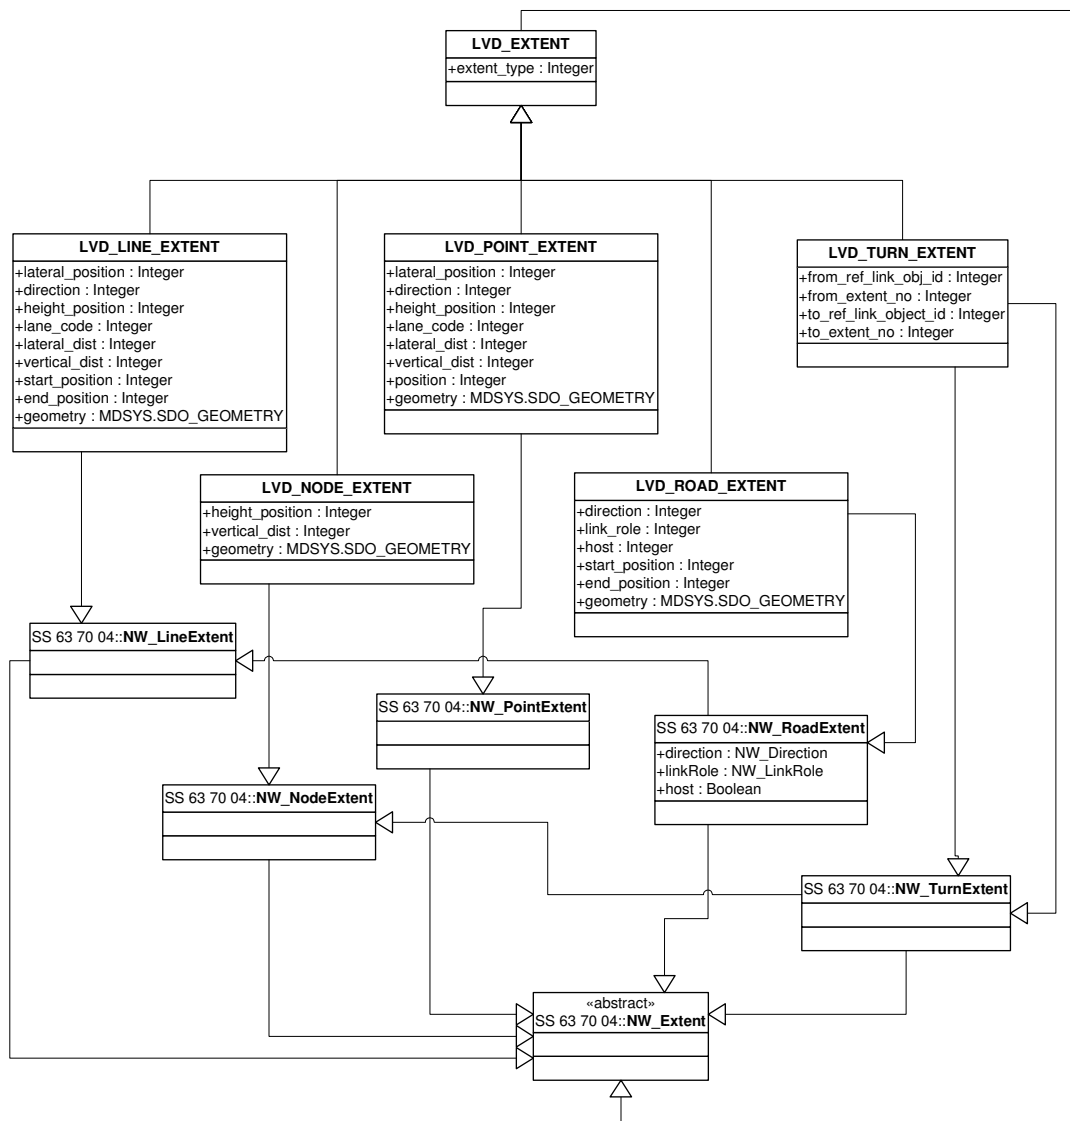 LVD_EXTENT
+extent_type : Integer
LVD_LINE_EXTENT
+lateral_position : Integer
+direction : Integer
+height_position : Integer
+lane_code : Integer
+lateral_dist : Integer
+vertical_dist : Integer
+start_position : Integer
+end_position : Integer
+geometry : MDSYS.SDO_GEOMETRY
LVD_POINT_EXTENT
+lateral_position : Integer
+direction : Integer
+height_position : Integer
+lane_code : Integer
+lateral_dist : Integer
+vertical_dist : Integer
+position : Integer
+geometry : MDSYS.SDO_GEOMETRY
LVD_TURN_EXTENT
+from_ref_link_obj_id : Integer
+from_extent_no : Integer
+to_ref_link_object_id : Integer
+to_extent_no : Integer
LVD_NODE_EXTENT
+height_position : Integer
+vertical_dist : Integer
+geometry : MDSYS.SDO_GEOMETRY
LVD_ROAD_EXTENT
+direction : Integer
+link_role : Integer
+host : Integer
+start_position : Integer
+end_position : Integer
+geometry : MDSYS.SDO_GEOMETRY
SS 63 70 04::NW_LineExtent
SS 63 70 04::NW_PointExtent
SS 63 70 04::NW_RoadExtent
+direction : NW_Direction
+linkRole : NW_LinkRole
+host : Boolean
SS 63 70 04::NW_NodeExtent
SS 63 70 04::NW_TurnExtent
«abstract»
SS 63 70 04::NW_Extent